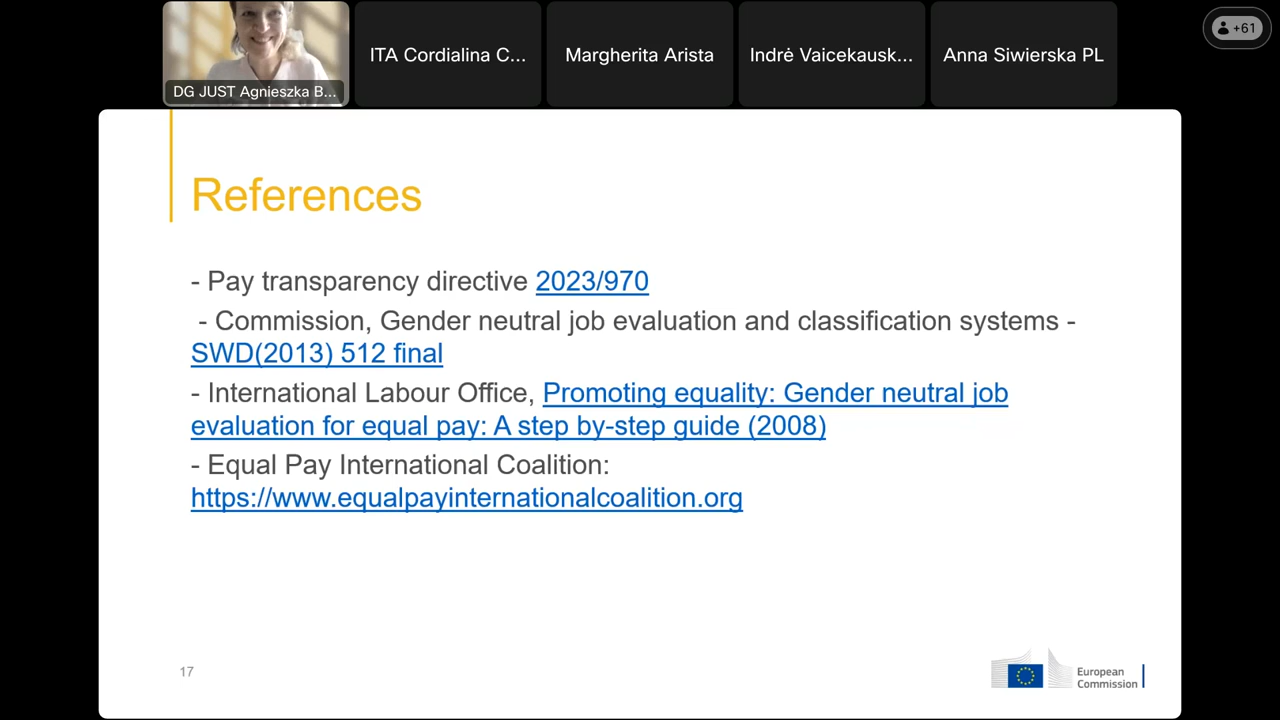 DG JUST Agnieszka B...
ITA Cordialina C...
Margherita Arista
Indrė Vaicekausk...
Anna Siwierska PL
+61
References
- Pay transparency directive 2023/970
- Commission, Gender neutral job evaluation and classification systems -
SWD(2013) 512 final
- International Labour Office, Promoting equality: Gender neutral job
evaluation for equal pay: A step by-step guide (2008)
- Equal Pay International Coalition:
https://www.equalpayinternationalcoalition.org
17
European
Commission